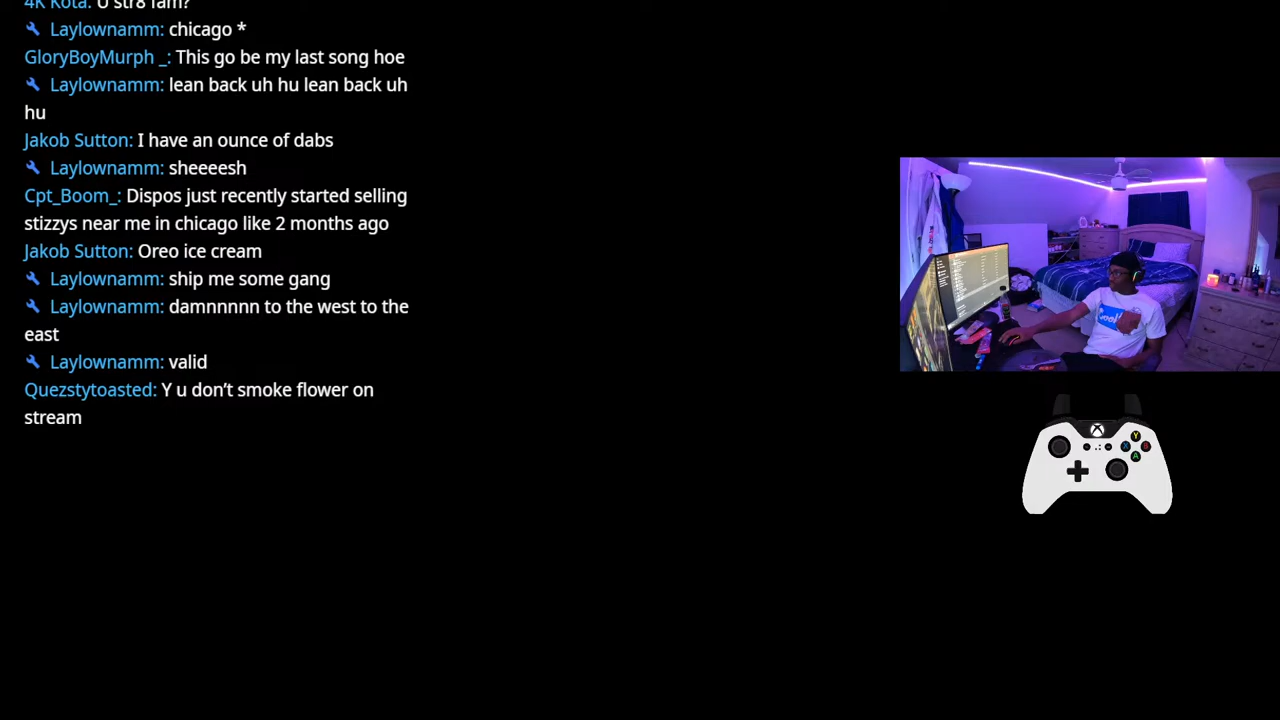 4K Kota: U str8 fam?
Laylownamm: chicago *
GloryBoyMurph _: This go be my last song hoe
Laylownamm: lean back uh hu lean back uh
hu
Jakob Sutton: I have an ounce of dabs
Laylownamm: sheeeesh
Cpt_Boom_: Dispos just recently started selling
stizzys near me in chicago like 2 months ago
Jakob Sutton: Oreo ice cream
Laylownamm: ship me some gang
Laylownamm: damnnnnn to the west to the
east
Laylownamm: valid
Quezstytoasted: Y u don’t smoke flower on
stream
Y
X
B
A